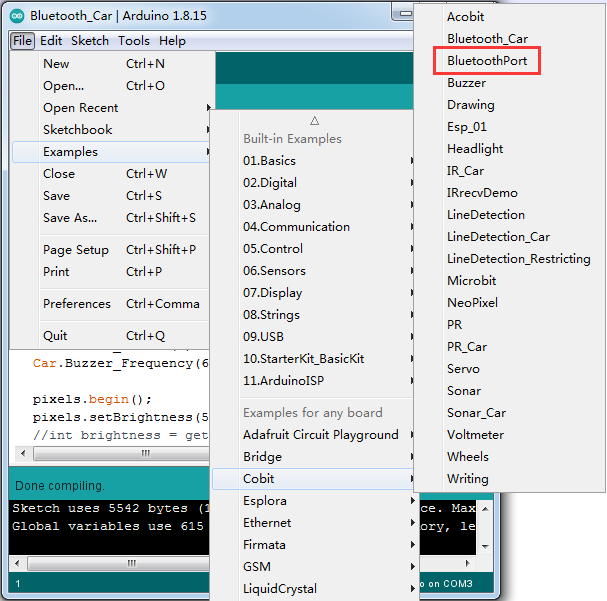 Bluetooth_Car | Arduino 1.8.15
File Edit Sketch Tools Help
New Ctrl+N
Open... Ctrl+O
Open Recent
Sketchbook
Examples
Close Ctrl+W
Save Ctrl+S
Save As... Ctrl+Shift+S
Page Setup Ctrl+Shift+P
Print Ctrl+P
Preferences Ctrl+Comma
Quit Ctrl+Q
Car.Buzzer_Frequency(6
pixels.begin();
pixels.setBrightness(5
//int brightness = get
Done compiling.
Sketch uses 5542 bytes (1
ce. Max
Global variables use 615
ory, le
1
o on COM3
Built-in Examples
01.Basics
02.Digital
03.Analog
04.Communication
05.Control
06.Sensors
07.Display
08.Strings
09.USB
10.StarterKit_BasicKit
11.ArduinoISP
Examples for any board
Adafruit Circuit Playground
Bridge
Cobit
Esplora
Ethernet
Firmata
GSM
LiquidCrystal
Acobit
Bluetooth_Car
BluetoothPort
Buzzer
Drawing
Esp_01
Headlight
IR_Car
IRrecvDemo
LineDetection
LineDetection_Car
LineDetection_Restricting
Microbit
NeoPixel
PR
PR_Car
Servo
Sonar
Sonar_Car
Voltmeter
Wheels
Writing